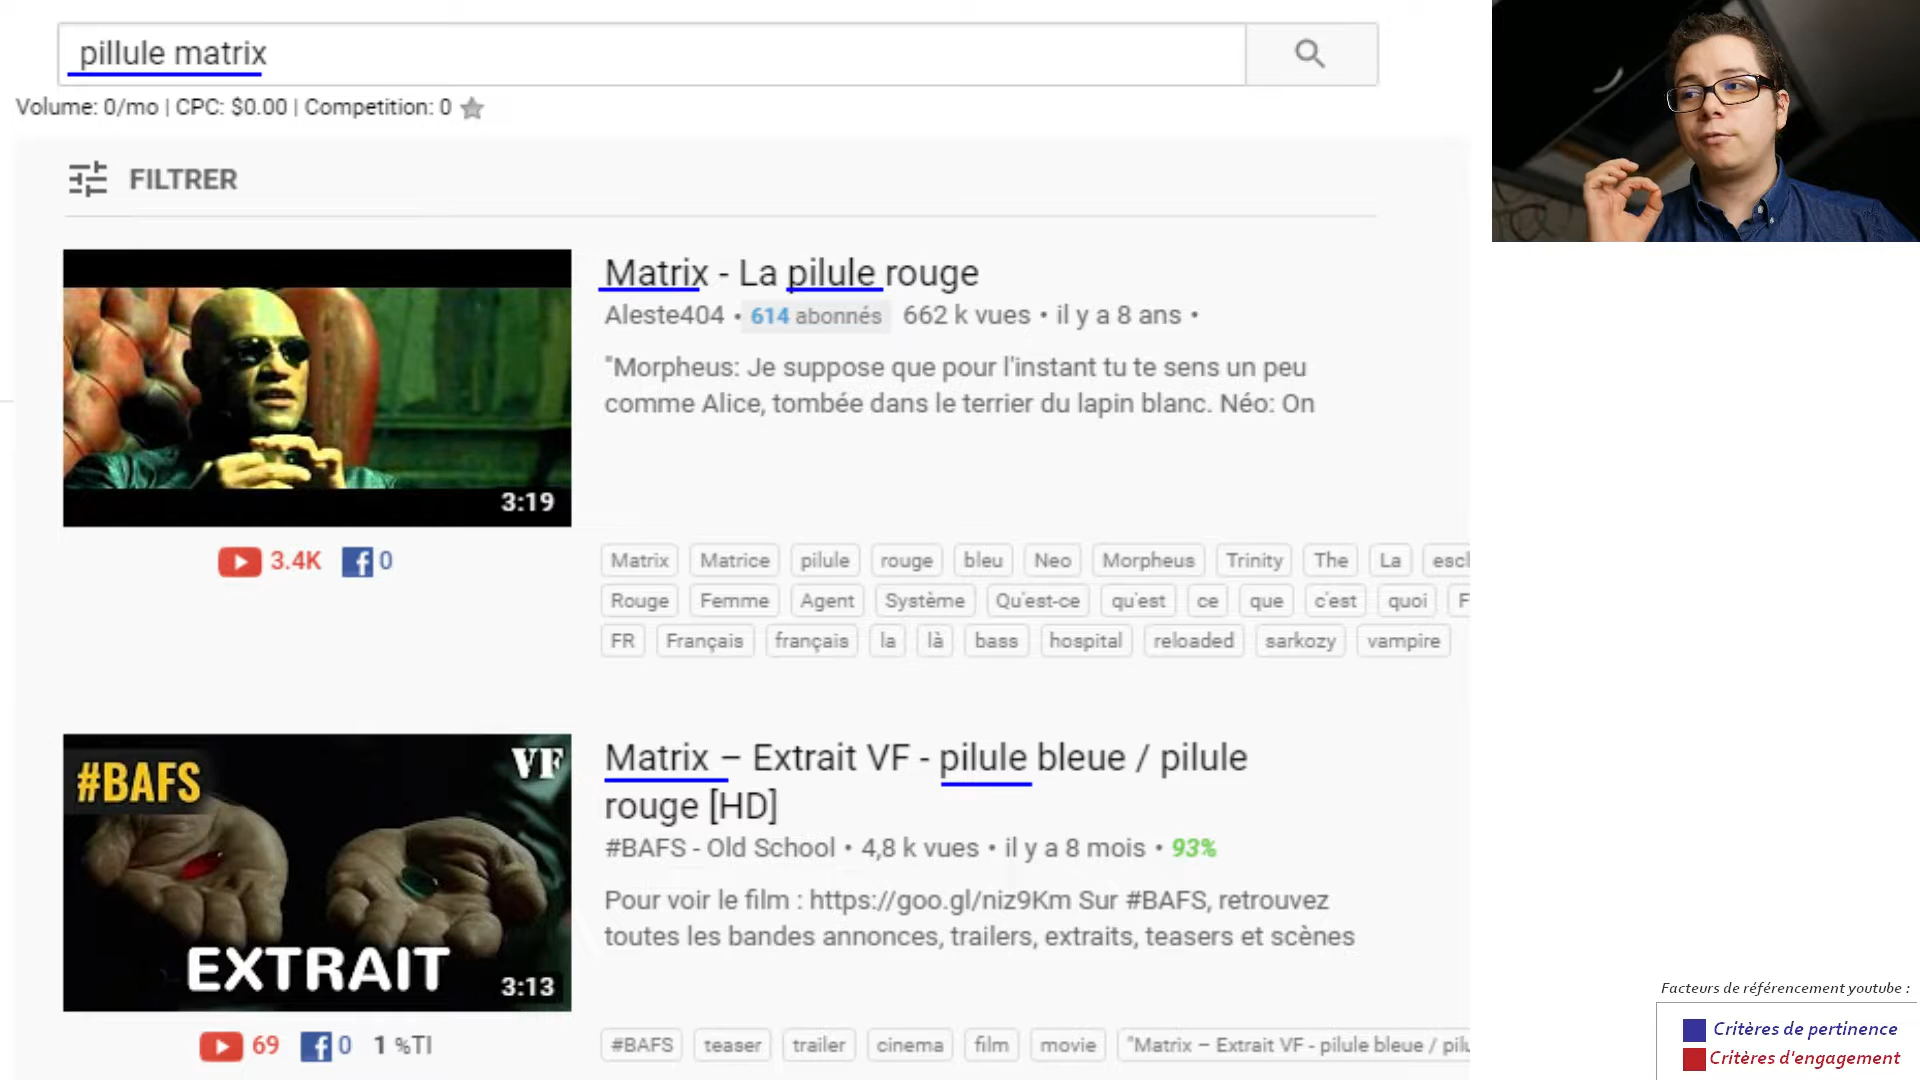 pillule matrix
Volume: 0/mo | CPC: $0.00 | Competition: 0
FILTRER
3:19
3.4K
f 0
Matrix - La pilule rouge
Aleste404 • 614 abonnés 662 k vues • il y a 8 ans •
"Morpheus: Je suppose que pour l'instant tu te sens un peu
comme Alice, tombée dans le terrier du lapin blanc. Néo: On
Matrix Matrice pilule rouge bleu Neo Morpheus Trinity The La escl
Rouge Femme Agent Système Qu'est-ce qu'est ce que c'est quoi F
FR Français français la là bass hospital reloaded sarkozy vampire
#BAFS
VF
EXTRAIT
3:13
69
f 0
1 %TI
Matrix – Extrait VF - pilule bleue / pilule
rouge [HD]
#BAFS - Old School • 4,8 k vues • il y a 8 mois • 93%
Pour voir le film : https://goo.gl/niz9Km Sur #BAFS, retrouvez
toutes les bandes annonces, trailers, extraits, teasers et scènes
#BAFS teaser trailer cinema film movie "Matrix – Extrait VF - pilule bleue / pilu
Facteurs de référencement youtube :
Critères de pertinence
Critères d'engagement